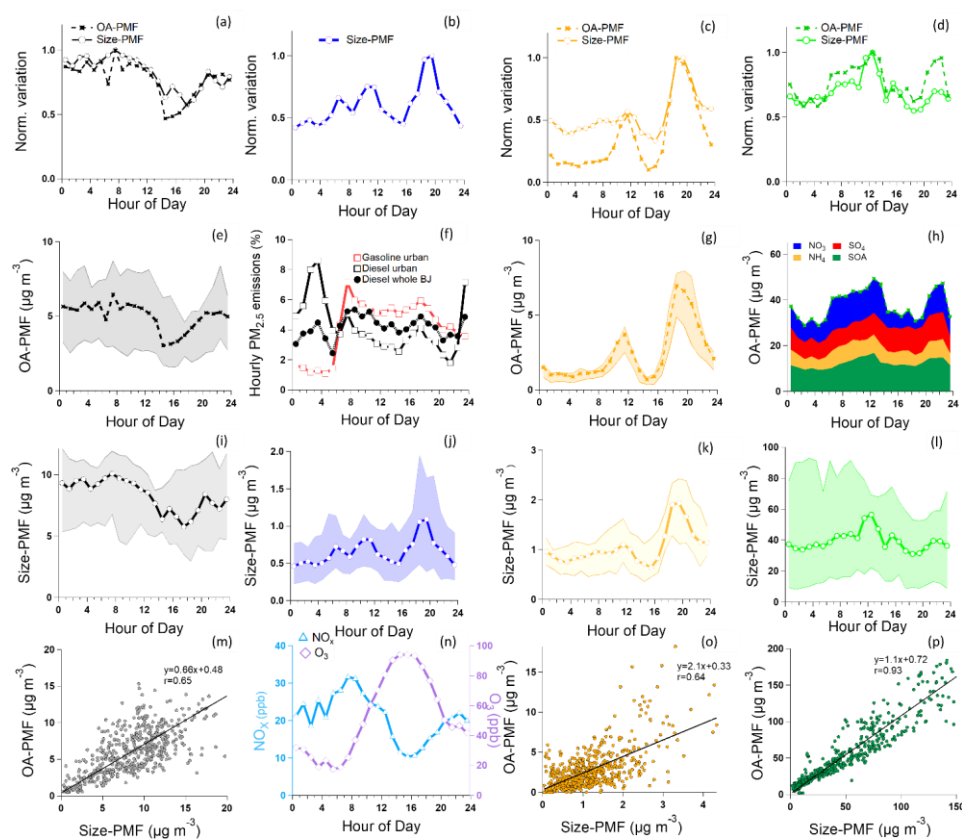 (a)
OA-PMF
Size-PMF
Norm. variation
1.0
0.5
0.0
0 4 8 12 16 20 24
Hour of Day
(b)
Size-PMF
Norm. variation
1.0
0.5
0.0
0 4 8 12 16 20 24
Hour of Day
(c)
OA-PMF
Size-PMF
Norm. variation
1.0
0.5
0.0
0 4 8 12 16 20 24
Hour of Day
(d)
OA-PMF
Size-PMF
Norm. variation
1.0
0.5
0.0
0 4 8 12 16 20 24
Hour of Day
(e)
OA-PMF (µg m⁻³)
10
5
0
0 4 8 12 16 20 24
Hour of Day
(f)
Gasoline urban
Diesel urban
Diesel whole BJ
Hourly PM2.5 emissions (%)
10
8
6
4
2
0
0 4 8 12 16 20 24
Hour of Day
(g)
OA-PMF (µg m⁻³)
10
5
0
0 4 8 12 16 20 24
Hour of Day
(h)
NO₃ SO₄
NH₄ SOA
OA-PMF (µg m⁻³)
60
40
20
0
0 4 8 12 16 20 24
Hour of Day
(i)
Size-PMF (µg m⁻³)
10
5
0
0 4 8 12 16 20 24
Hour of Day
(j)
Size-PMF (µg m⁻³)
2.0
1.5
1.0
0.5
0.0
0 4 8 12 16 20 24
Hour of Day
(k)
Size-PMF (µg m⁻³)
3
2
1
0
0 4 8 12 16 20 24
Hour of Day
(l)
Size-PMF (µg m⁻³)
100
80
60
40
20
0
0 4 8 12 16 20 24
Hour of Day
(m)
y=0.66x+0.48
r=0.65
OA-PMF (µg m⁻³)
20
15
10
5
0
0 5 10 15 20
Size-PMF (µg m⁻³)
(n)
NOx
O₃
NOX (ppb)
40
30
20
10
0
100
80
60
40
20
0
O₃ (ppb)
0 4 8 12 16 20 24
Hour of Day
(o)
y=2.1x+0.33
r=0.64
OA-PMF (µg m⁻³)
15
10
5
0
0 1 2 3 4
Size-PMF (µg m⁻³)
(p)
y=1.1x+0.72
r=0.93
OA-PMF (µg m⁻³)
200
150
100
50
0
0 50 100 150
Size-PMF (µg m⁻³)